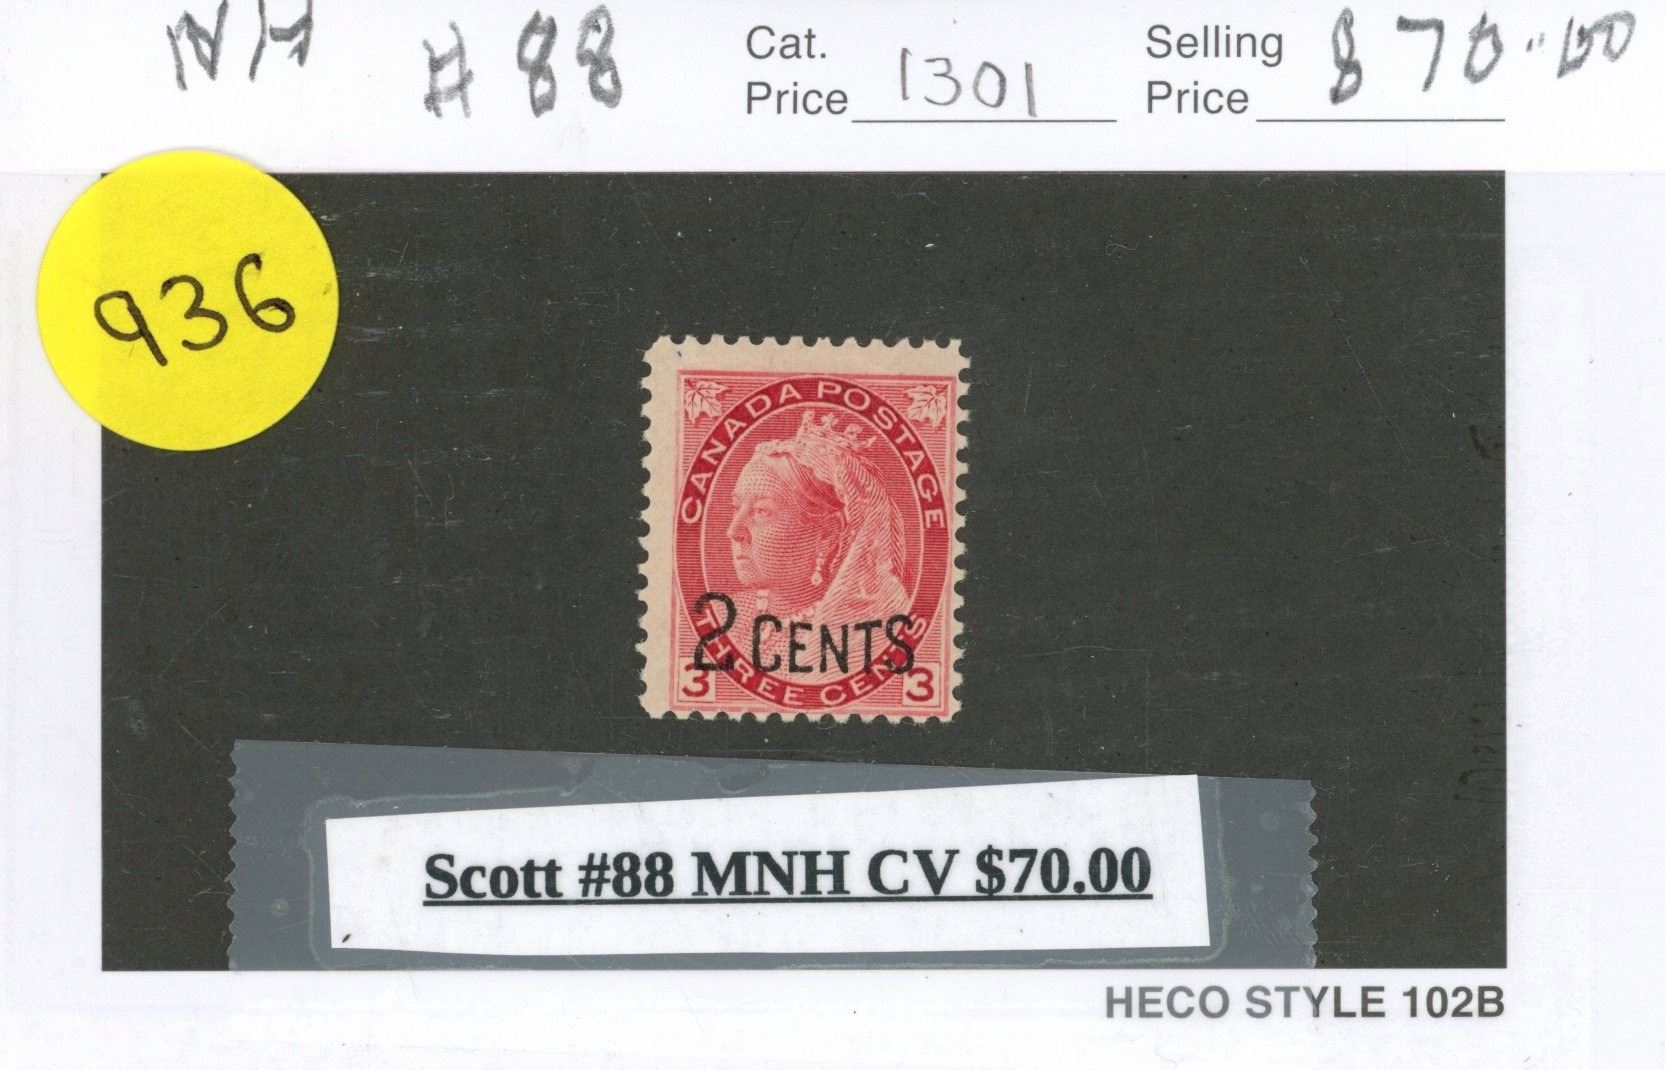 NH #88 Cat. Price 1301 Selling Price $70.00
936
CANADA POSTAGE
2 CENTS
THREE CENTS
3 3
Scott #88 MNH CV $70.00
HECO STYLE 102B